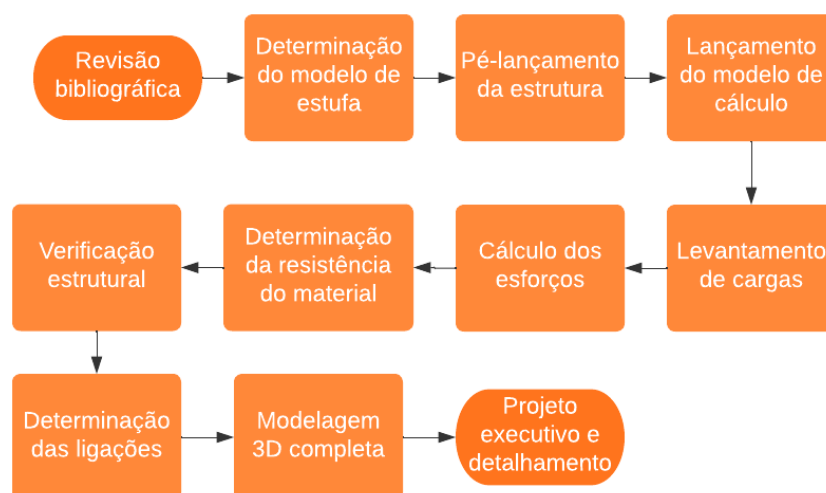 Revisão
bibliográfica
Determinação
do modelo de
estufa
Pé-lançamento
da estrutura
Lançamento
do modelo de
cálculo
Levantamento
de cargas
Cálculo dos
esforços
Determinação
da resistência
do material
Verificação
estrutural
Determinação
das ligações
Modelagem
3D completa
Projeto
executivo e
detalhamento